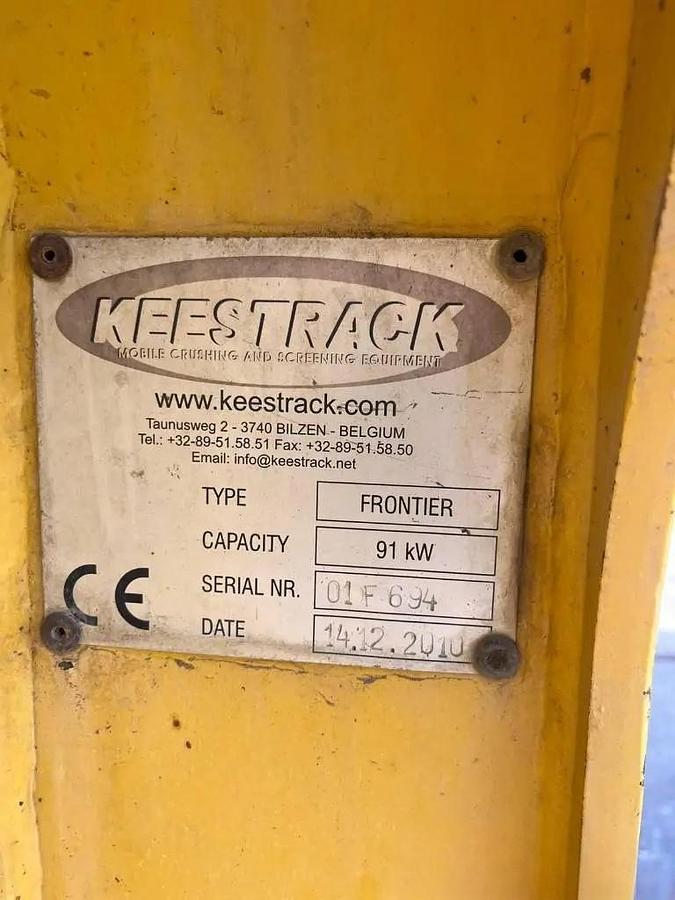 KEESTRACK
MOBILE CRUSHING AND SCREENING EQUIPMENT
www.keestrack.com
Taunusweg 2 - 3740 BILZEN - BELGIUM
Tel.: +32-89-51.58.51 Fax: +32-89-51.58.50
Email: info@keestrack.net
TYPE FRONTIER
CAPACITY 91 kW
SERIAL NR. 01F694
DATE 14.12.2010
CE